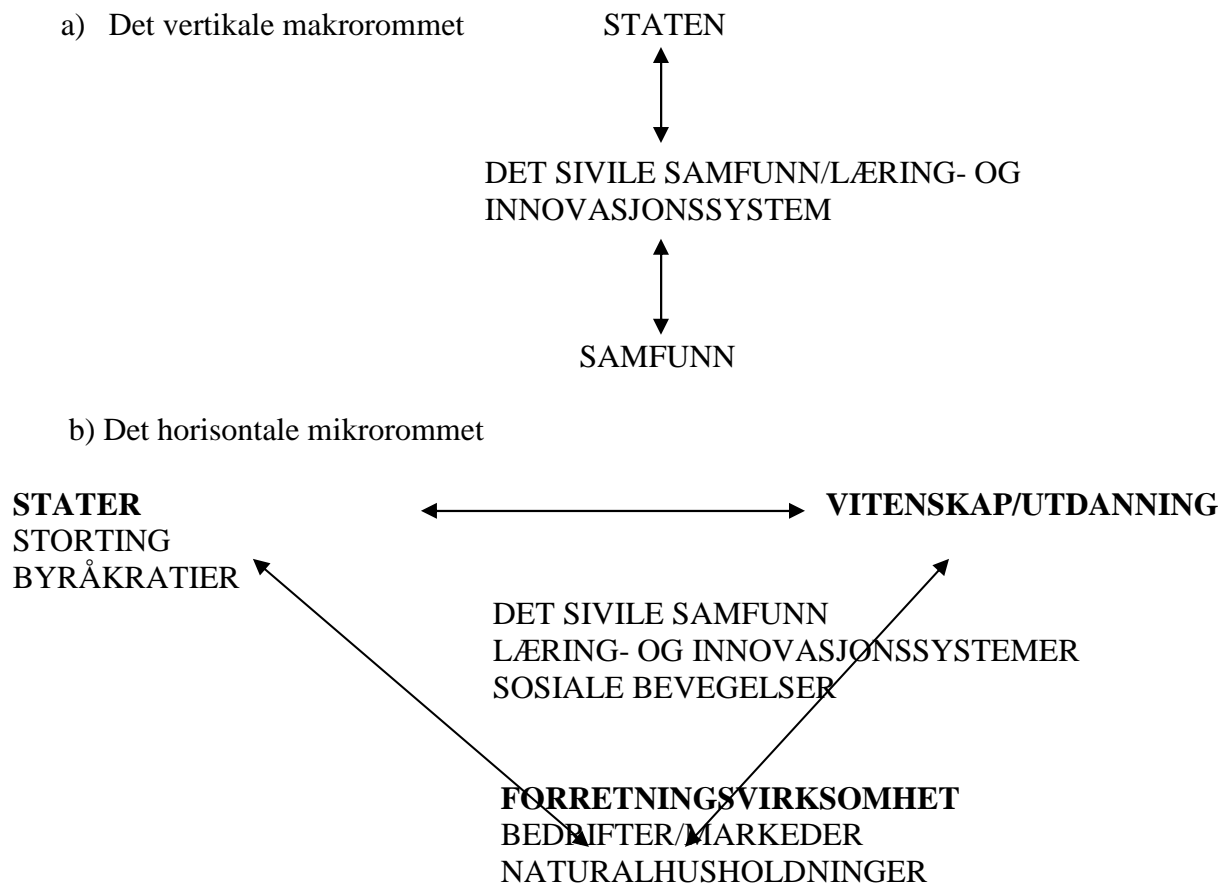 a) Det vertikale makrorommet STATEN
DET SIVILE SAMFUNN/LÆRING- OG
INNOVASJONSSYSTEM
SAMFUNN
b) Det horisontale mikrorommet
STATER VITENSKAP/UTDANNING
STORTING
BYRÅKRATIER
DET SIVILE SAMFUNN
LÆRING- OG INNOVASJONSSYSTEMER
SOSIALE BEVEGELSER
FORRETNINGSVIRKSOMHET
BEDRIFTER/MARKEDER
NATURALHUSHOLDNINGER